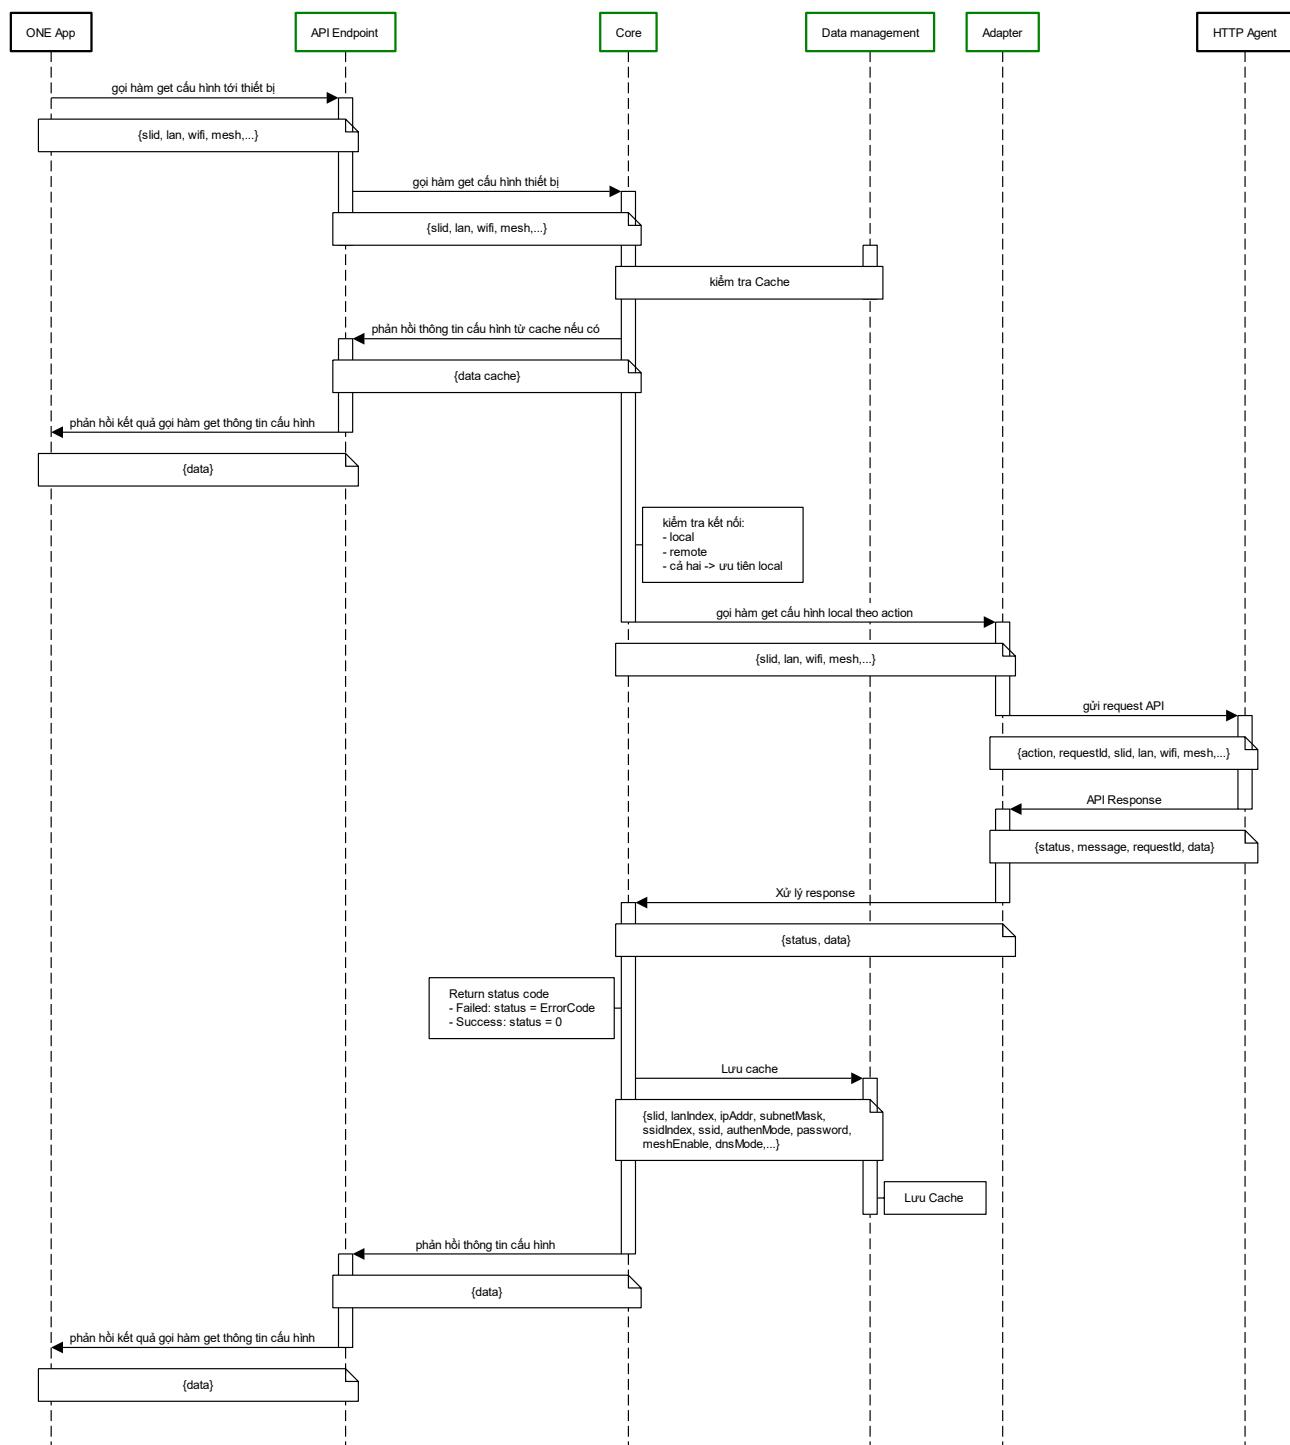 ONE App
API Endpoint
Core
Data management
Adapter
HTTP Agent
gọi hàm get cấu hình tới thiết bị
{slid, lan, wifi, mesh,...}
gọi hàm get cấu hình thiết bị
{slid, lan, wifi, mesh,...}
kiểm tra Cache
phản hồi thông tin cấu hình từ cache nếu có
{data cache}
phản hồi kết quả gọi hàm get thông tin cấu hình
{data}
kiểm tra kết nối:
- local
- remote
- cả hai -> ưu tiên local
gọi hàm get cấu hình local theo action
{slid, lan, wifi, mesh,...}
gửi request API
{action, requestId, slid, lan, wifi, mesh,...}
API Response
{status, message, requestId, data}
Xử lý response
{status, data}
Return status code
- Failed: status = ErrorCode
- Success: status = 0
Lưu cache
{slid, lanIndex, ipAddr, subnetMask,
ssidIndex, ssid, authenMode, password,
meshEnable, dnsMode,...}
Lưu Cache
phản hồi thông tin cấu hình
{data}
phản hồi kết quả gọi hàm get thông tin cấu hình
{data}